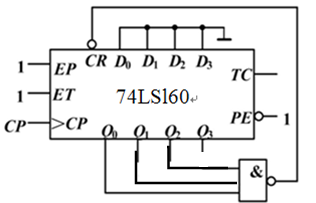 1 EP CR D₀ D₁ D₂ D₃ TC
1 ET 74LSl60↵
CP >CP PE 1
Q₀ Q₁ Q₂ Q₃
&